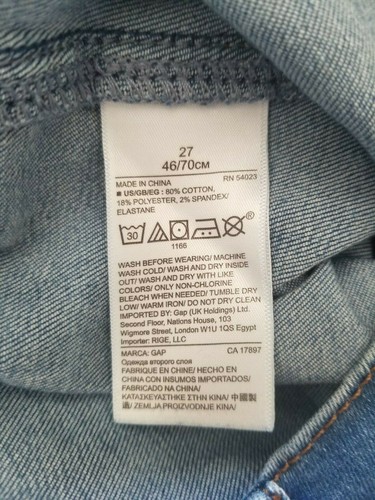 27
46/70см
MADE IN CHINA RN 54023
■ US/GB/EG : 80% COTTON,
18% POLYESTER, 2% SPANDEX/
ELASTANE
30
®
1166
WASH BEFORE WEARING/ MACHINE
WASH COLD/ WASH AND DRY INSIDE
OUT/ WASH AND DRY WITH LIKE
COLORS/ ONLY NON-CHLORINE
BLEACH WHEN NEEDED/ TUMBLE DRY
LOW/ WARM IRON/ DO NOT DRY CLEAN
IMPORTED BY: Gap (UK Holdings) Ltd.
Second Floor, Nations House, 103
Wigmore Street, London W1U 1QS Egypt
Importer: RIGE, LLC
MARCA: GAP CA 17897
Одежда второго слоя
FABRIQUE EN CHINE/ HECHO EN
CHINA CON INSUMOS IMPORTADOS/
FABRICADO NA CHINA/
ΚΑΤΑΣΚΕΥΑΣΤΗΚΕ ΣΤΗΝ ΚΙΝΑ/ 中國製
造/ ZEMLJA PROIZVODNJE KINA/